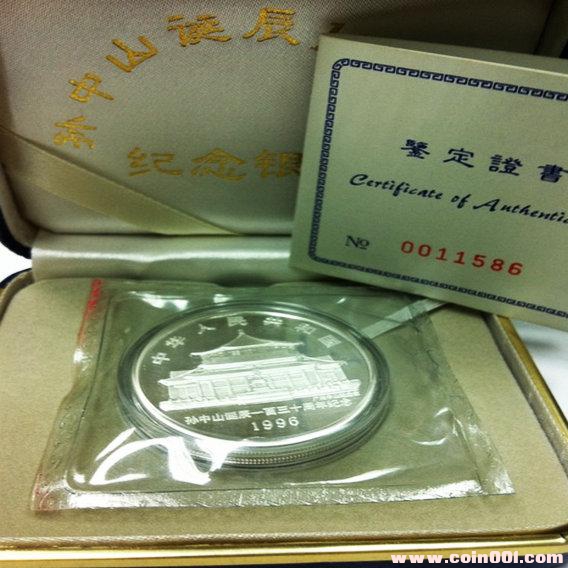 孙中山诞辰
纪念银
鉴定證書
Certificate of Authentic
No 0011586
中华人民共和国
孙中山诞辰一百三十周年纪念
1996
www.coin001.com